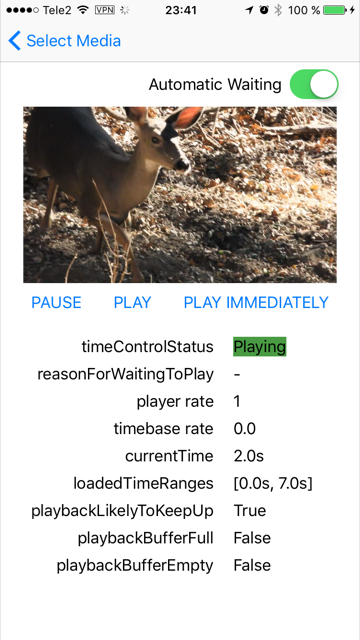 Tele2 VPN 23:41 100 %
Select Media
Automatic Waiting
PAUSE PLAY PLAY IMMEDIATELY
timeControlStatus Playing
reasonForWaitingToPlay -
player rate 1
timebase rate 0.0
currentTime 2.0s
loadedTimeRanges [0.0s, 7.0s]
playbackLikelyToKeepUp True
playbackBufferFull False
playbackBufferEmpty False